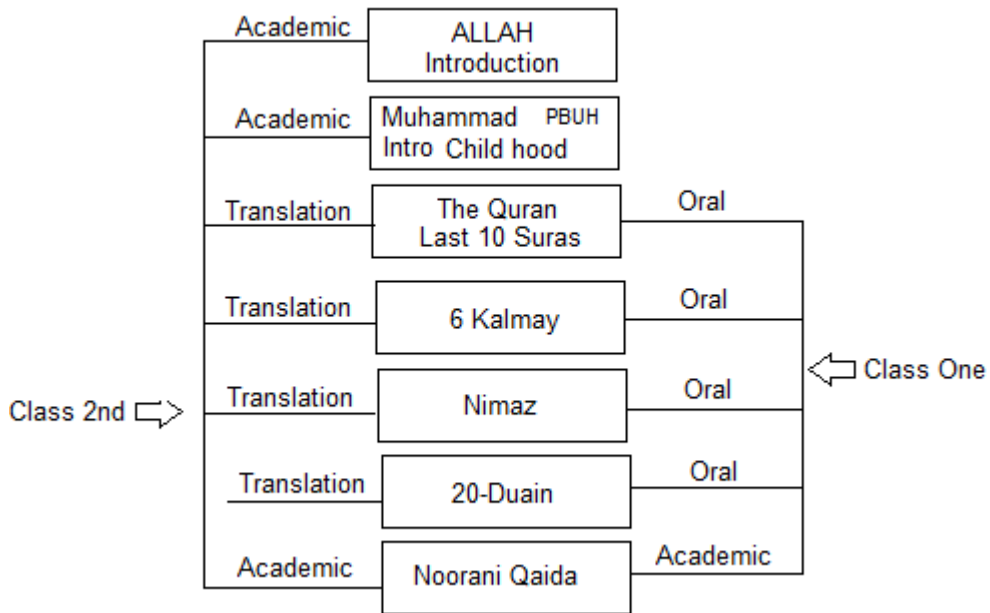 Academic
ALLAH
Introduction
Academic
Muhammad PBUH
Intro Child hood
Translation
The Quran
Last 10 Suras
Oral
Translation
6 Kalmay
Oral
Class One
Class 2nd
Translation
Nimaz
Oral
Translation
20-Duain
Oral
Academic
Noorani Qaida
Academic